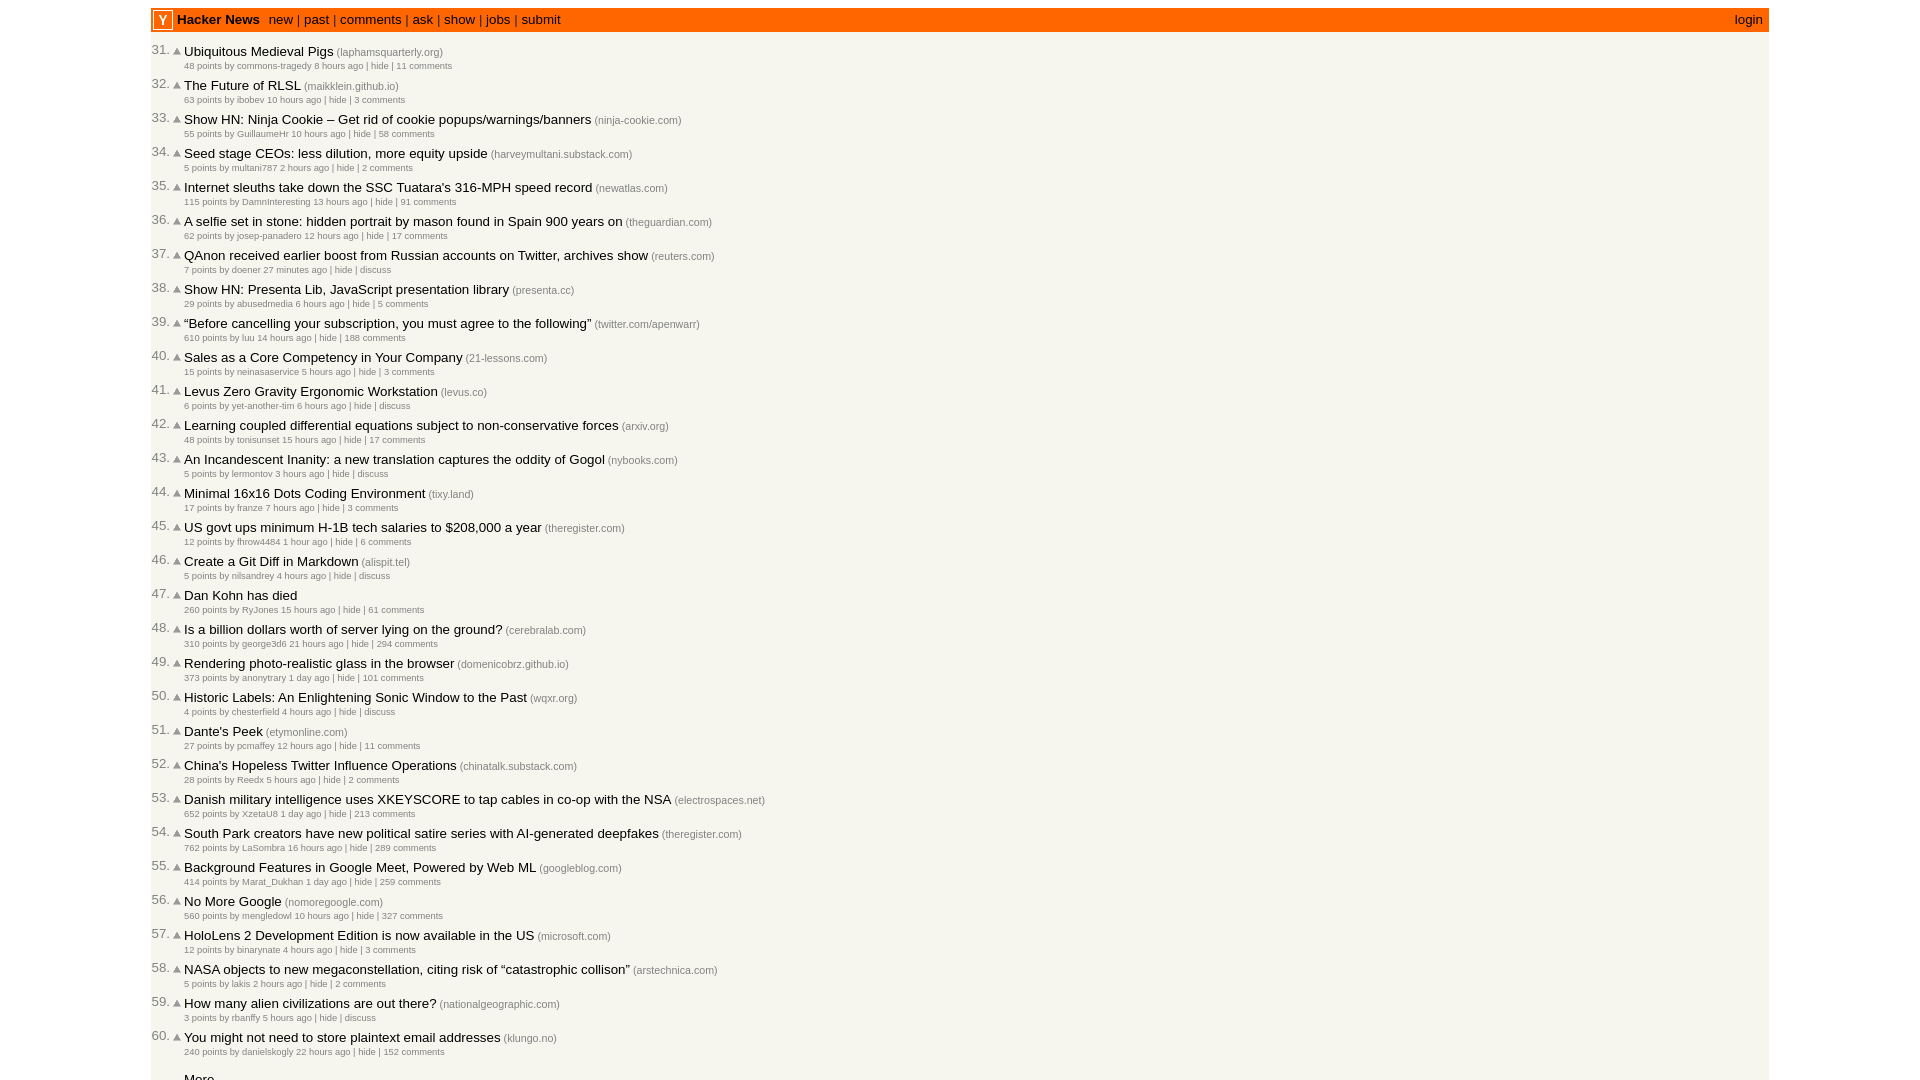 Y Hacker News new | past | comments | ask | show | jobs | submit login
31. Ubiquitous Medieval Pigs (laphamsquarterly.org)
48 points by commons-tragedy 8 hours ago | hide | 11 comments
32. The Future of RLSL (maikklein.github.io)
63 points by ibobev 10 hours ago | hide | 3 comments
33. Show HN: Ninja Cookie – Get rid of cookie popups/warnings/banners (ninja-cookie.com)
55 points by GuillaumeHr 10 hours ago | hide | 58 comments
34. Seed stage CEOs: less dilution, more equity upside (harveymultani.substack.com)
5 points by multani787 2 hours ago | hide | 2 comments
35. Internet sleuths take down the SSC Tuatara's 316-MPH speed record (newatlas.com)
115 points by DamnInteresting 13 hours ago | hide | 91 comments
36. A selfie set in stone: hidden portrait by mason found in Spain 900 years on (theguardian.com)
62 points by josep-panadero 12 hours ago | hide | 17 comments
37. QAnon received earlier boost from Russian accounts on Twitter, archives show (reuters.com)
7 points by doener 27 minutes ago | hide | discuss
38. Show HN: Presenta Lib, JavaScript presentation library (presenta.cc)
29 points by abusedmedia 6 hours ago | hide | 5 comments
39. “Before cancelling your subscription, you must agree to the following” (twitter.com/apenwarr)
610 points by luu 14 hours ago | hide | 188 comments
40. Sales as a Core Competency in Your Company (21-lessons.com)
15 points by neinasaservice 5 hours ago | hide | 3 comments
41. Levus Zero Gravity Ergonomic Workstation (levus.co)
6 points by yet-another-tim 6 hours ago | hide | discuss
42. Learning coupled differential equations subject to non-conservative forces (arxiv.org)
48 points by tonisunset 15 hours ago | hide | 17 comments
43. An Incandescent Inanity: a new translation captures the oddity of Gogol (nybooks.com)
5 points by lermontov 3 hours ago | hide | discuss
44. Minimal 16x16 Dots Coding Environment (tixy.land)
17 points by franze 7 hours ago | hide | 3 comments
45. US govt ups minimum H-1B tech salaries to $208,000 a year (theregister.com)
12 points by fhrow4484 1 hour ago | hide | 6 comments
46. Create a Git Diff in Markdown (alispit.tel)
5 points by nilsandrey 4 hours ago | hide | discuss
47. Dan Kohn has died
260 points by RyJones 15 hours ago | hide | 61 comments
48. Is a billion dollars worth of server lying on the ground? (cerebralab.com)
310 points by george3d6 21 hours ago | hide | 294 comments
49. Rendering photo-realistic glass in the browser (domenicobrz.github.io)
373 points by anonytrary 1 day ago | hide | 101 comments
50. Historic Labels: An Enlightening Sonic Window to the Past (wqxr.org)
4 points by chesterfield 4 hours ago | hide | discuss
51. Dante's Peek (etymonline.com)
27 points by pcmaffey 12 hours ago | hide | 11 comments
52. China's Hopeless Twitter Influence Operations (chinatalk.substack.com)
28 points by Reedx 5 hours ago | hide | 2 comments
53. Danish military intelligence uses XKEYSCORE to tap cables in co-op with the NSA (electrospaces.net)
652 points by XzetaU8 1 day ago | hide | 213 comments
54. South Park creators have new political satire series with AI-generated deepfakes (theregister.com)
762 points by LaSombra 16 hours ago | hide | 289 comments
55. Background Features in Google Meet, Powered by Web ML (googleblog.com)
414 points by Marat_Dukhan 1 day ago | hide | 259 comments
56. No More Google (nomoregoogle.com)
560 points by mengledowl 10 hours ago | hide | 327 comments
57. HoloLens 2 Development Edition is now available in the US (microsoft.com)
12 points by binarynate 4 hours ago | hide | 3 comments
58. NASA objects to new megaconstellation, citing risk of “catastrophic collison” (arstechnica.com)
5 points by lakis 2 hours ago | hide | 2 comments
59. How many alien civilizations are out there? (nationalgeographic.com)
3 points by rbanffy 5 hours ago | hide | discuss
60. You might not need to store plaintext email addresses (klungo.no)
240 points by danielskogly 22 hours ago | hide | 152 comments
More